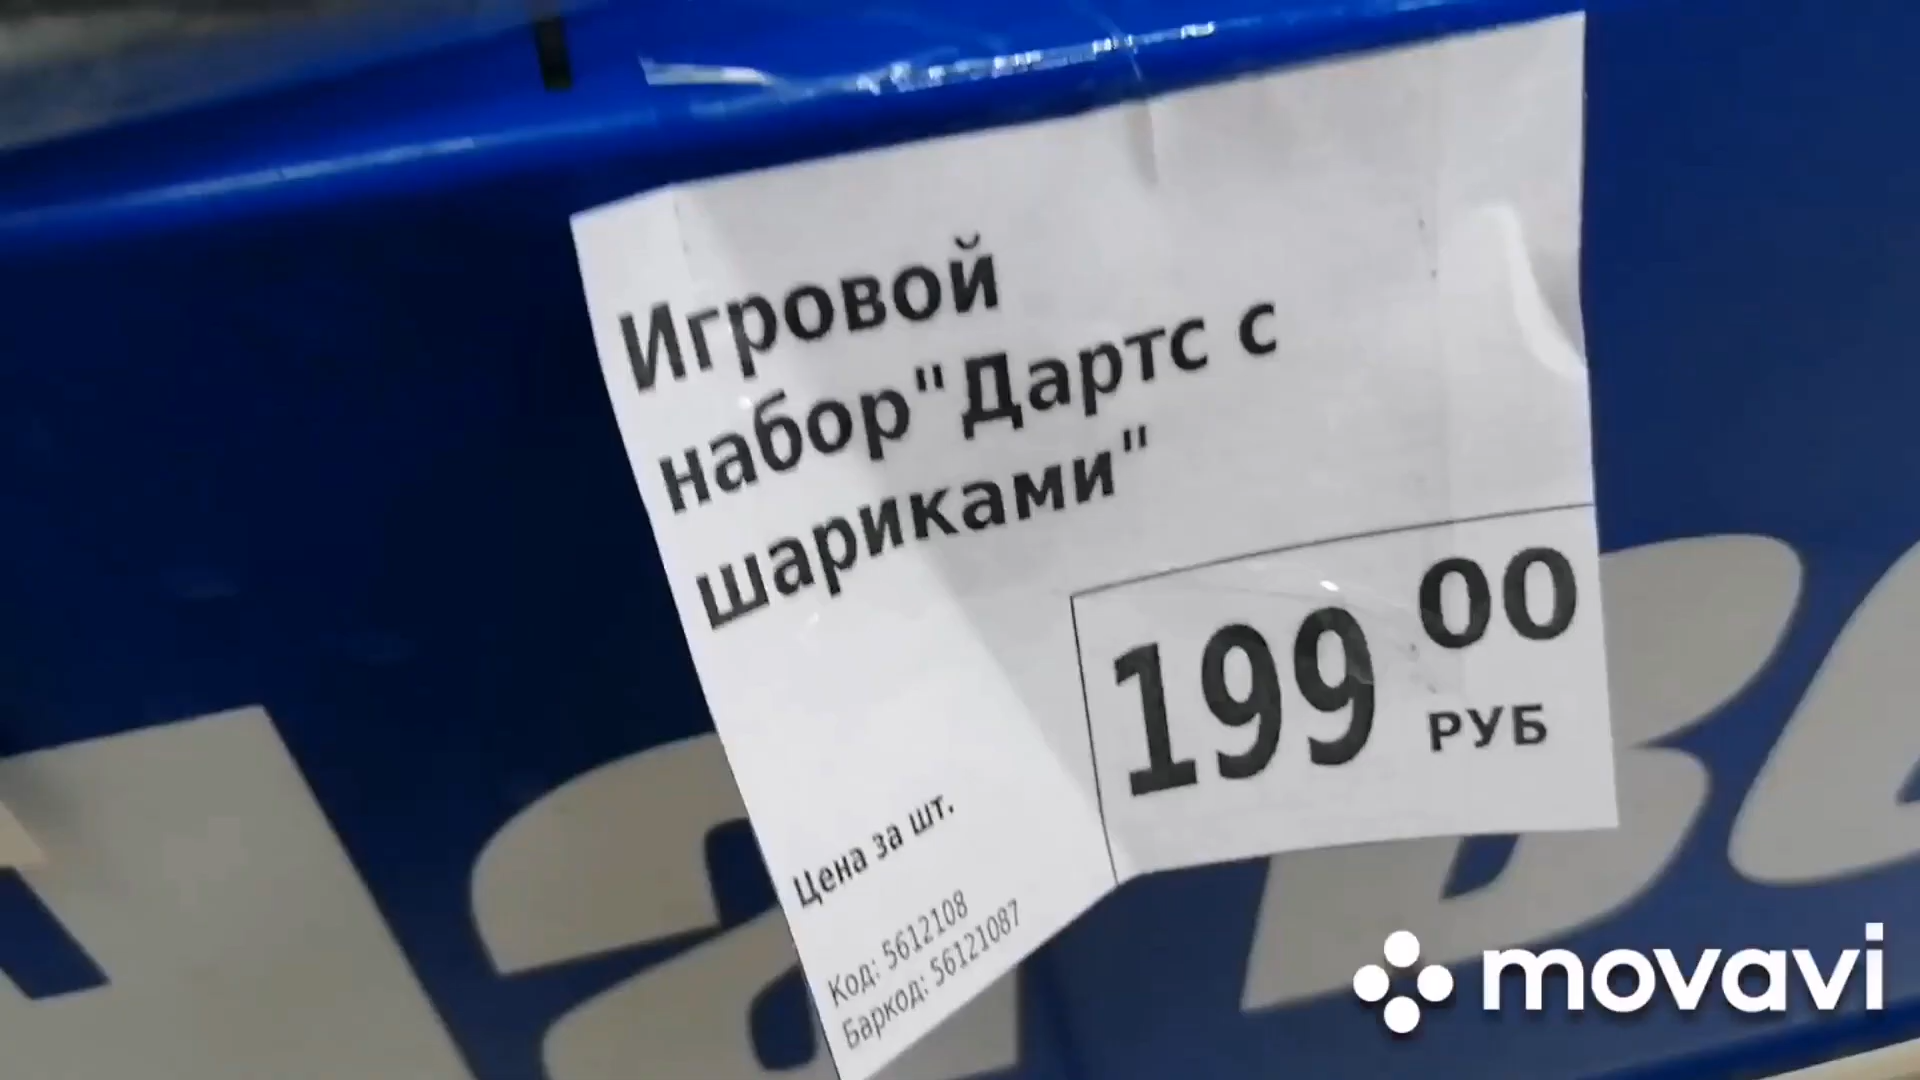 Игровой
набор"Дартс с
шариками"
199 00
РУБ
Цена за шт.
Код: 5612108
Баркод: 56121087
movavi